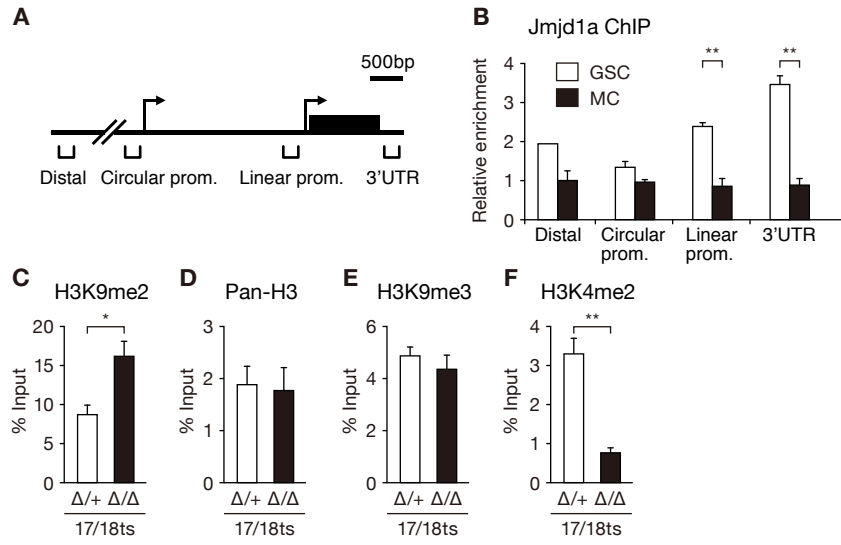 A
500bp
Distal
Circular prom.
Linear prom.
3'UTR
B
Jmjd1a ChIP
**
**
GSC
MC
Relative enrichment
4
3
2
1
0
Distal
Circular
prom.
Linear
prom.
3'UTR
C
H3K9me2
*
% Input
20
15
10
5
0
Δ/+ Δ/Δ
17/18ts
D
Pan-H3
% Input
3
2
1
0
Δ/+ Δ/Δ
17/18ts
E
H3K9me3
% Input
6
4
2
0
Δ/+ Δ/Δ
17/18ts
F
H3K4me2
**
% Input
4
3
2
1
0
Δ/+ Δ/Δ
17/18ts